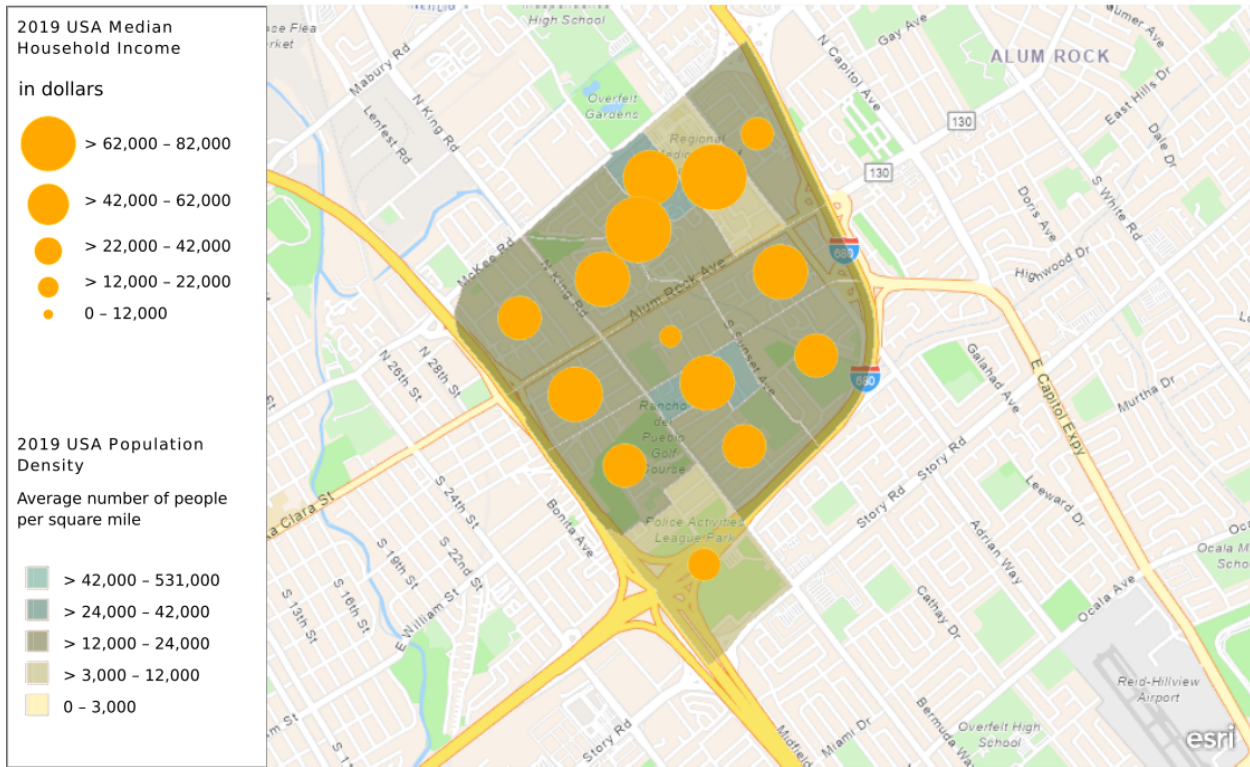 2019 USA Median
Household Income
in dollars
> 62,000 – 82,000
> 42,000 – 62,000
> 22,000 – 42,000
> 12,000 – 22,000
0 – 12,000
2019 USA Population
Density
Average number of people
per square mile
> 42,000 – 531,000
> 24,000 – 42,000
> 12,000 – 24,000
> 3,000 – 12,000
0 – 3,000
High School
Mabury Rd
Lenfest Rd
N King Rd
Overfelt
Gardens
N Capitol Ave
Gay Ave
ALUM ROCK
East Hills Dr
Dale Dr
130
130
S White Rd
Doris Ave
Highwood Dr
Regional
McKee Rd
N King Rd
Alum Rock Ave
680
S Sunset Ave
680
N 26th St
N 28th St
Galahad Ave
E Capitol Expy
Murtha Dr
Rancho
del
Pueblo
Golf
Course
Story Rd
Story Rd
Leeward Dr
Clara St
S 24th St
Bonita Ave
Police Activities
League Park
Adrian Way
S 22nd St
S 19th St
S 16th St
S 13th St
E William St
Ocala Ave
Cathay Dr
Reid-Hillview
Airport
Story Rd
Miami Dr
Bermuda Way
Overfelt High
School
esri